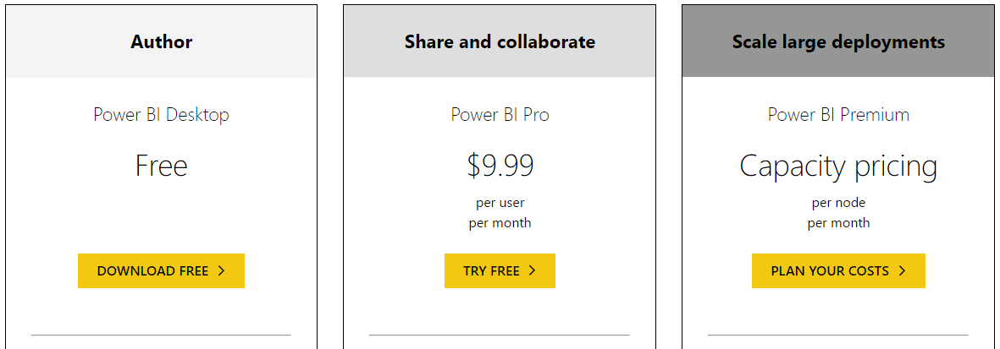 Author
Power BI Desktop
Free
DOWNLOAD FREE
Share and collaborate
Power BI Pro
$9.99
per user
per month
TRY FREE
Scale large deployments
Power BI Premium
Capacity pricing
per node
per month
PLAN YOUR COSTS